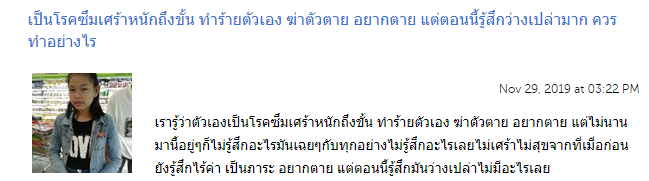 เป็นโรคซึ่มเศร้าหนักถึงขั้น ทำร้ายตัวเอง ฆ่าตัวตาย อยากตาย แต่ตอนนี้รู้สึกว่างเปล่ามาก ควร
ทำอย่างไร
Nov 29, 2019 at 03:22 PM
เรารู้ว่าตัวเองเป็นโรคซึ่มเศร้าหนักถึงขั้น ทำร้ายตัวเอง ฆ่าตัวตาย อยากตาย แต่ไม่นาน
มานี้อยู่ๆก็ไม่รู้สึกอะไรมันเฉยๆกับทุกอย่างไม่รู้สึกอะไรเลยไม่เศร้าไม่สุขจากที่เมื่อก่อน
ยังรู้สึกไร้ค่า เป็นภาระ อยากตาย แต่ตอนนี้รู้สึกมันว่างเปล่าไม่มีอะไรเลย